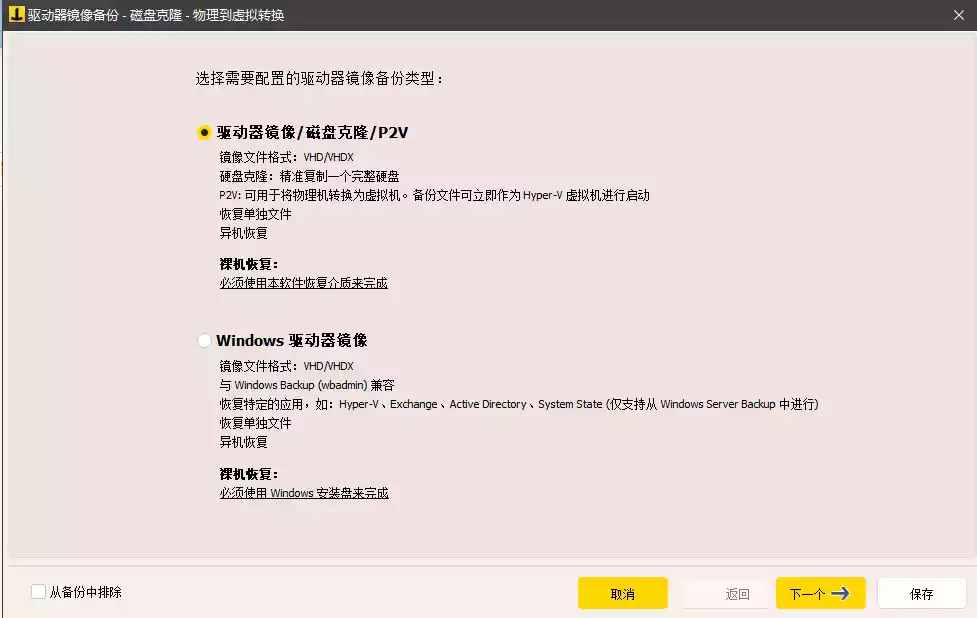 驱动器镜像备份 - 磁盘克隆 - 物理到虚拟转换
选择需要配置的驱动器镜像备份类型：
驱动器镜像/磁盘克隆/P2V
镜像文件格式：VHD/VHDX
硬盘克隆：精准复制一个完整硬盘
P2V: 可用于将物理机转换为虚拟机。备份文件可立即作为 Hyper-V 虚拟机进行启动
恢复单独文件
异机恢复
裸机恢复：
必须使用本软件恢复介质来完成
Windows 驱动器镜像
镜像文件格式：VHD/VHDX
与 Windows Backup (wbadmin) 兼容
恢复特定的应用，如：Hyper-V、Exchange、Active Directory、System State (仅支持从 Windows Server Backup 中进行)
恢复单独文件
异机恢复
裸机恢复：
必须使用 Windows 安装盘来完成
从备份中排除
取消
返回
下一个
保存